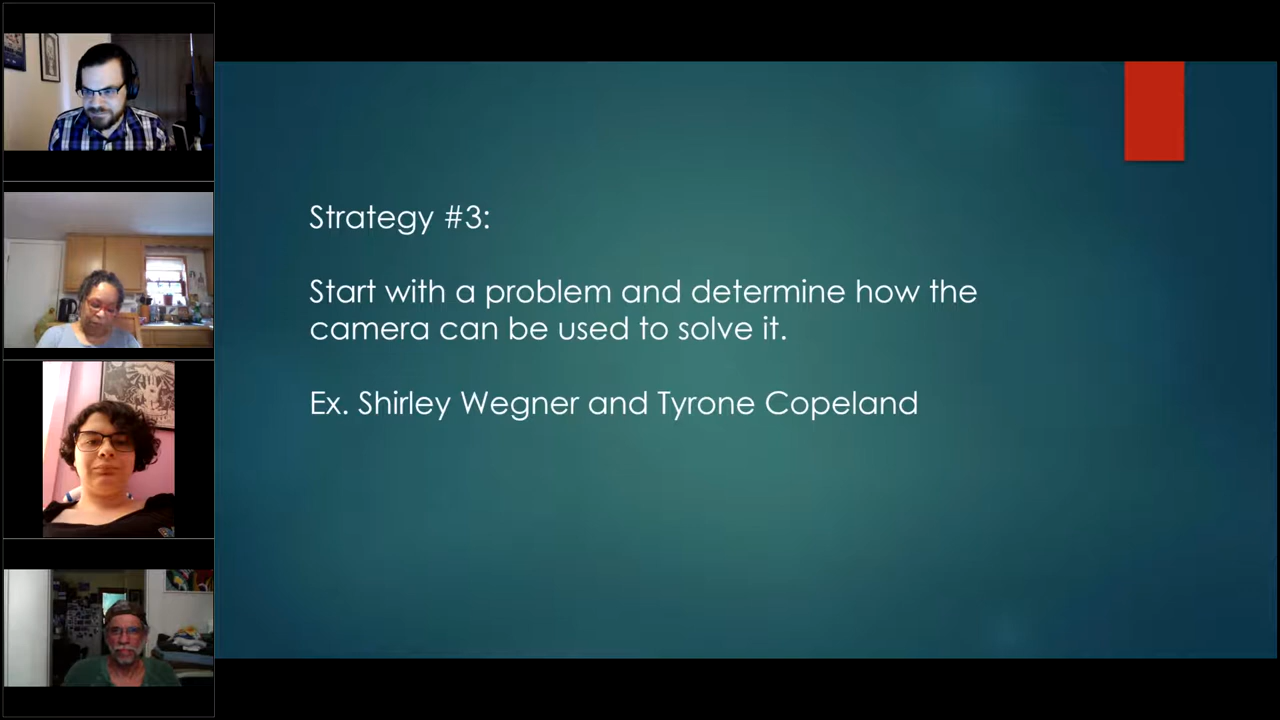 Strategy #3:
Start with a problem and determine how the
camera can be used to solve it.
Ex. Shirley Wegner and Tyrone Copeland